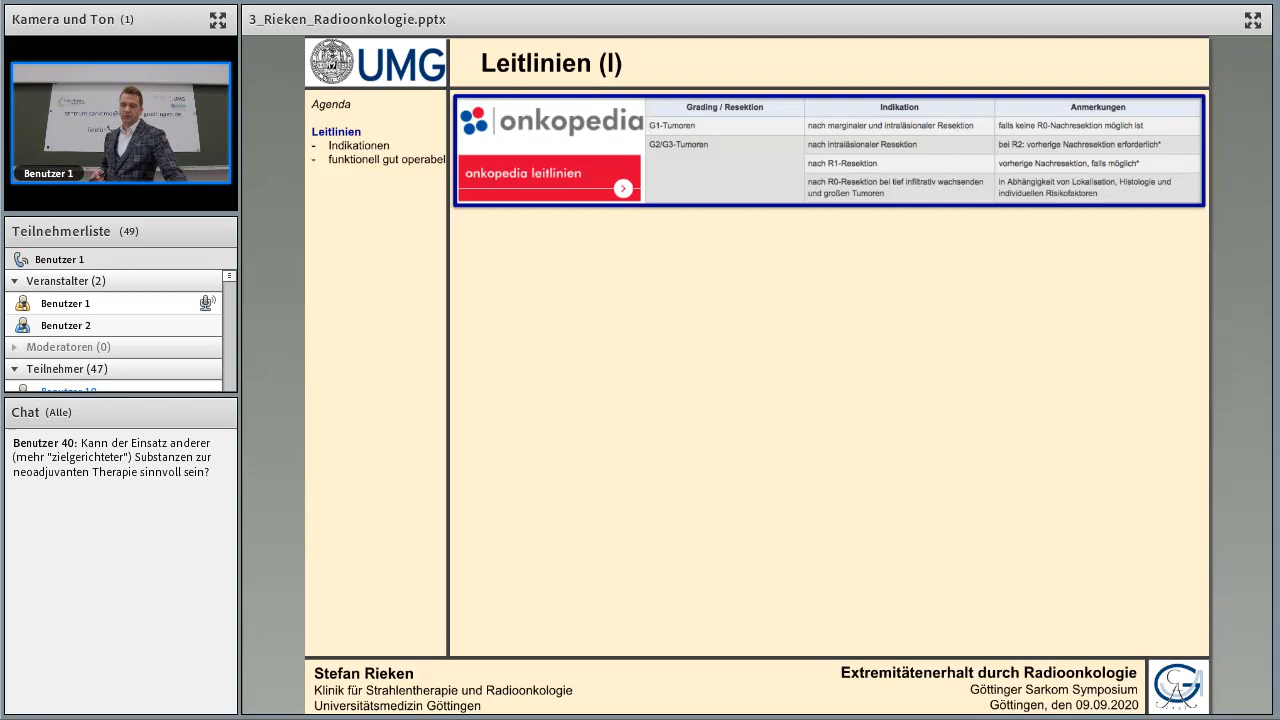 Kamera und Ton (1)
UMG
Benutzer 1
Teilnehmerliste (49)
Benutzer 1
Veranstalter (2)
Benutzer 1
Benutzer 2
Moderatoren (0)
Teilnehmer (47)
Chat (Alle)
Benutzer 40: Kann der Einsatz anderer
(mehr "zielgerichteter") Substanzen zur
neoadjuvanten Therapie sinnvoll sein?
3_Rieken_Radioonkologie.pptx
UMG
Leitlinien (I)
Agenda
Leitlinien
- Indikationen
- funktionell gut operabel
onkopedia
onkopedia leitlinien
Grading / Resektion Indikation Anmerkungen
G1-Tumoren nach marginaler und intraläsionaler Resektion falls keine R0-Nachresektion möglich ist
G2/G3-Tumoren nach intraläsionaler Resektion bei R2: vorherige Nachresektion erforderlich*
nach R1-Resektion vorherige Nachresektion, falls möglich*
nach R0-Resektion bei tief infiltrativ wachsenden in Abhängigkeit von Lokalisation, Histologie und
und großen Tumoren individuellen Risikofaktoren
Stefan Rieken
Klinik für Strahlentherapie und Radioonkologie
Universitätsmedizin Göttingen
Extremitätenerhalt durch Radioonkologie
Göttinger Sarkom Symposium
Göttingen, den 09.09.2020